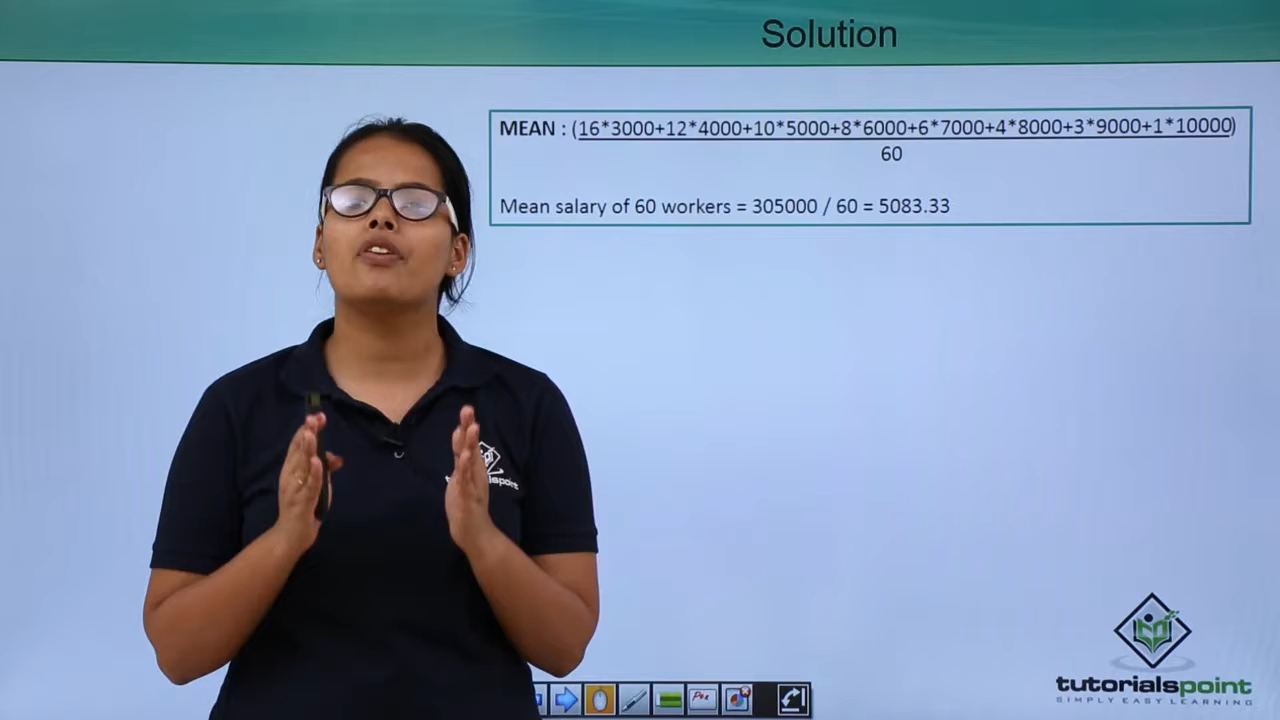 Solution
MEAN : (16*3000+12*4000+10*5000+8*6000+6*7000+4*8000+3*9000+1*10000)
60
Mean salary of 60 workers = 305000 / 60 = 5083.33
tutorialspoint
SIMPLY EASY LEARNING